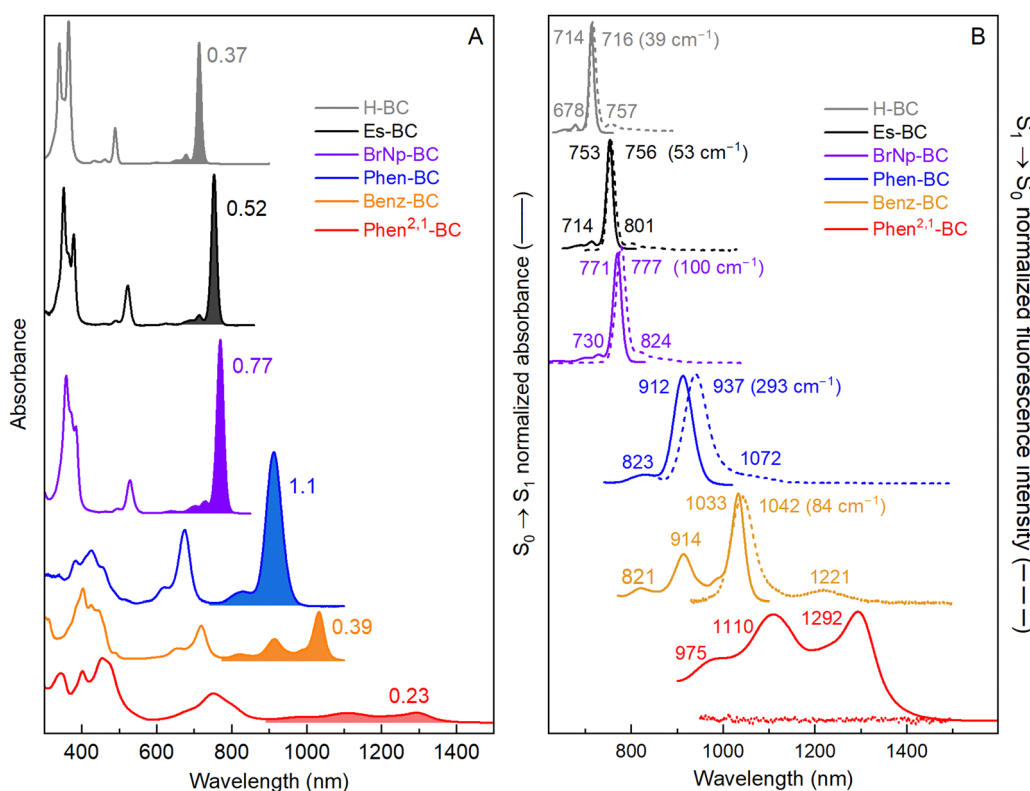 A
0.37
H-BC
Es-BC
BrNp-BC
Phen-BC
Benz-BC
Phen²,¹-BC
0.52
0.77
1.1
0.39
0.23
Absorbance
400 600 800 1000 1200 1400
Wavelength (nm)
B
714 716 (39 cm⁻¹)
678 757
H-BC
Es-BC
BrNp-BC
Phen-BC
Benz-BC
Phen²,¹-BC
753 756 (53 cm⁻¹)
714 801
771 777 (100 cm⁻¹)
730 824
912 937 (293 cm⁻¹)
823 1072
1033 1042 (84 cm⁻¹)
914
821 1221
1110 1292
975
S₀ → S₁ normalized absorbance (——)
S₁ → S₀ normalized fluorescence intensity (– – –)
800 1000 1200 1400
Wavelength (nm)